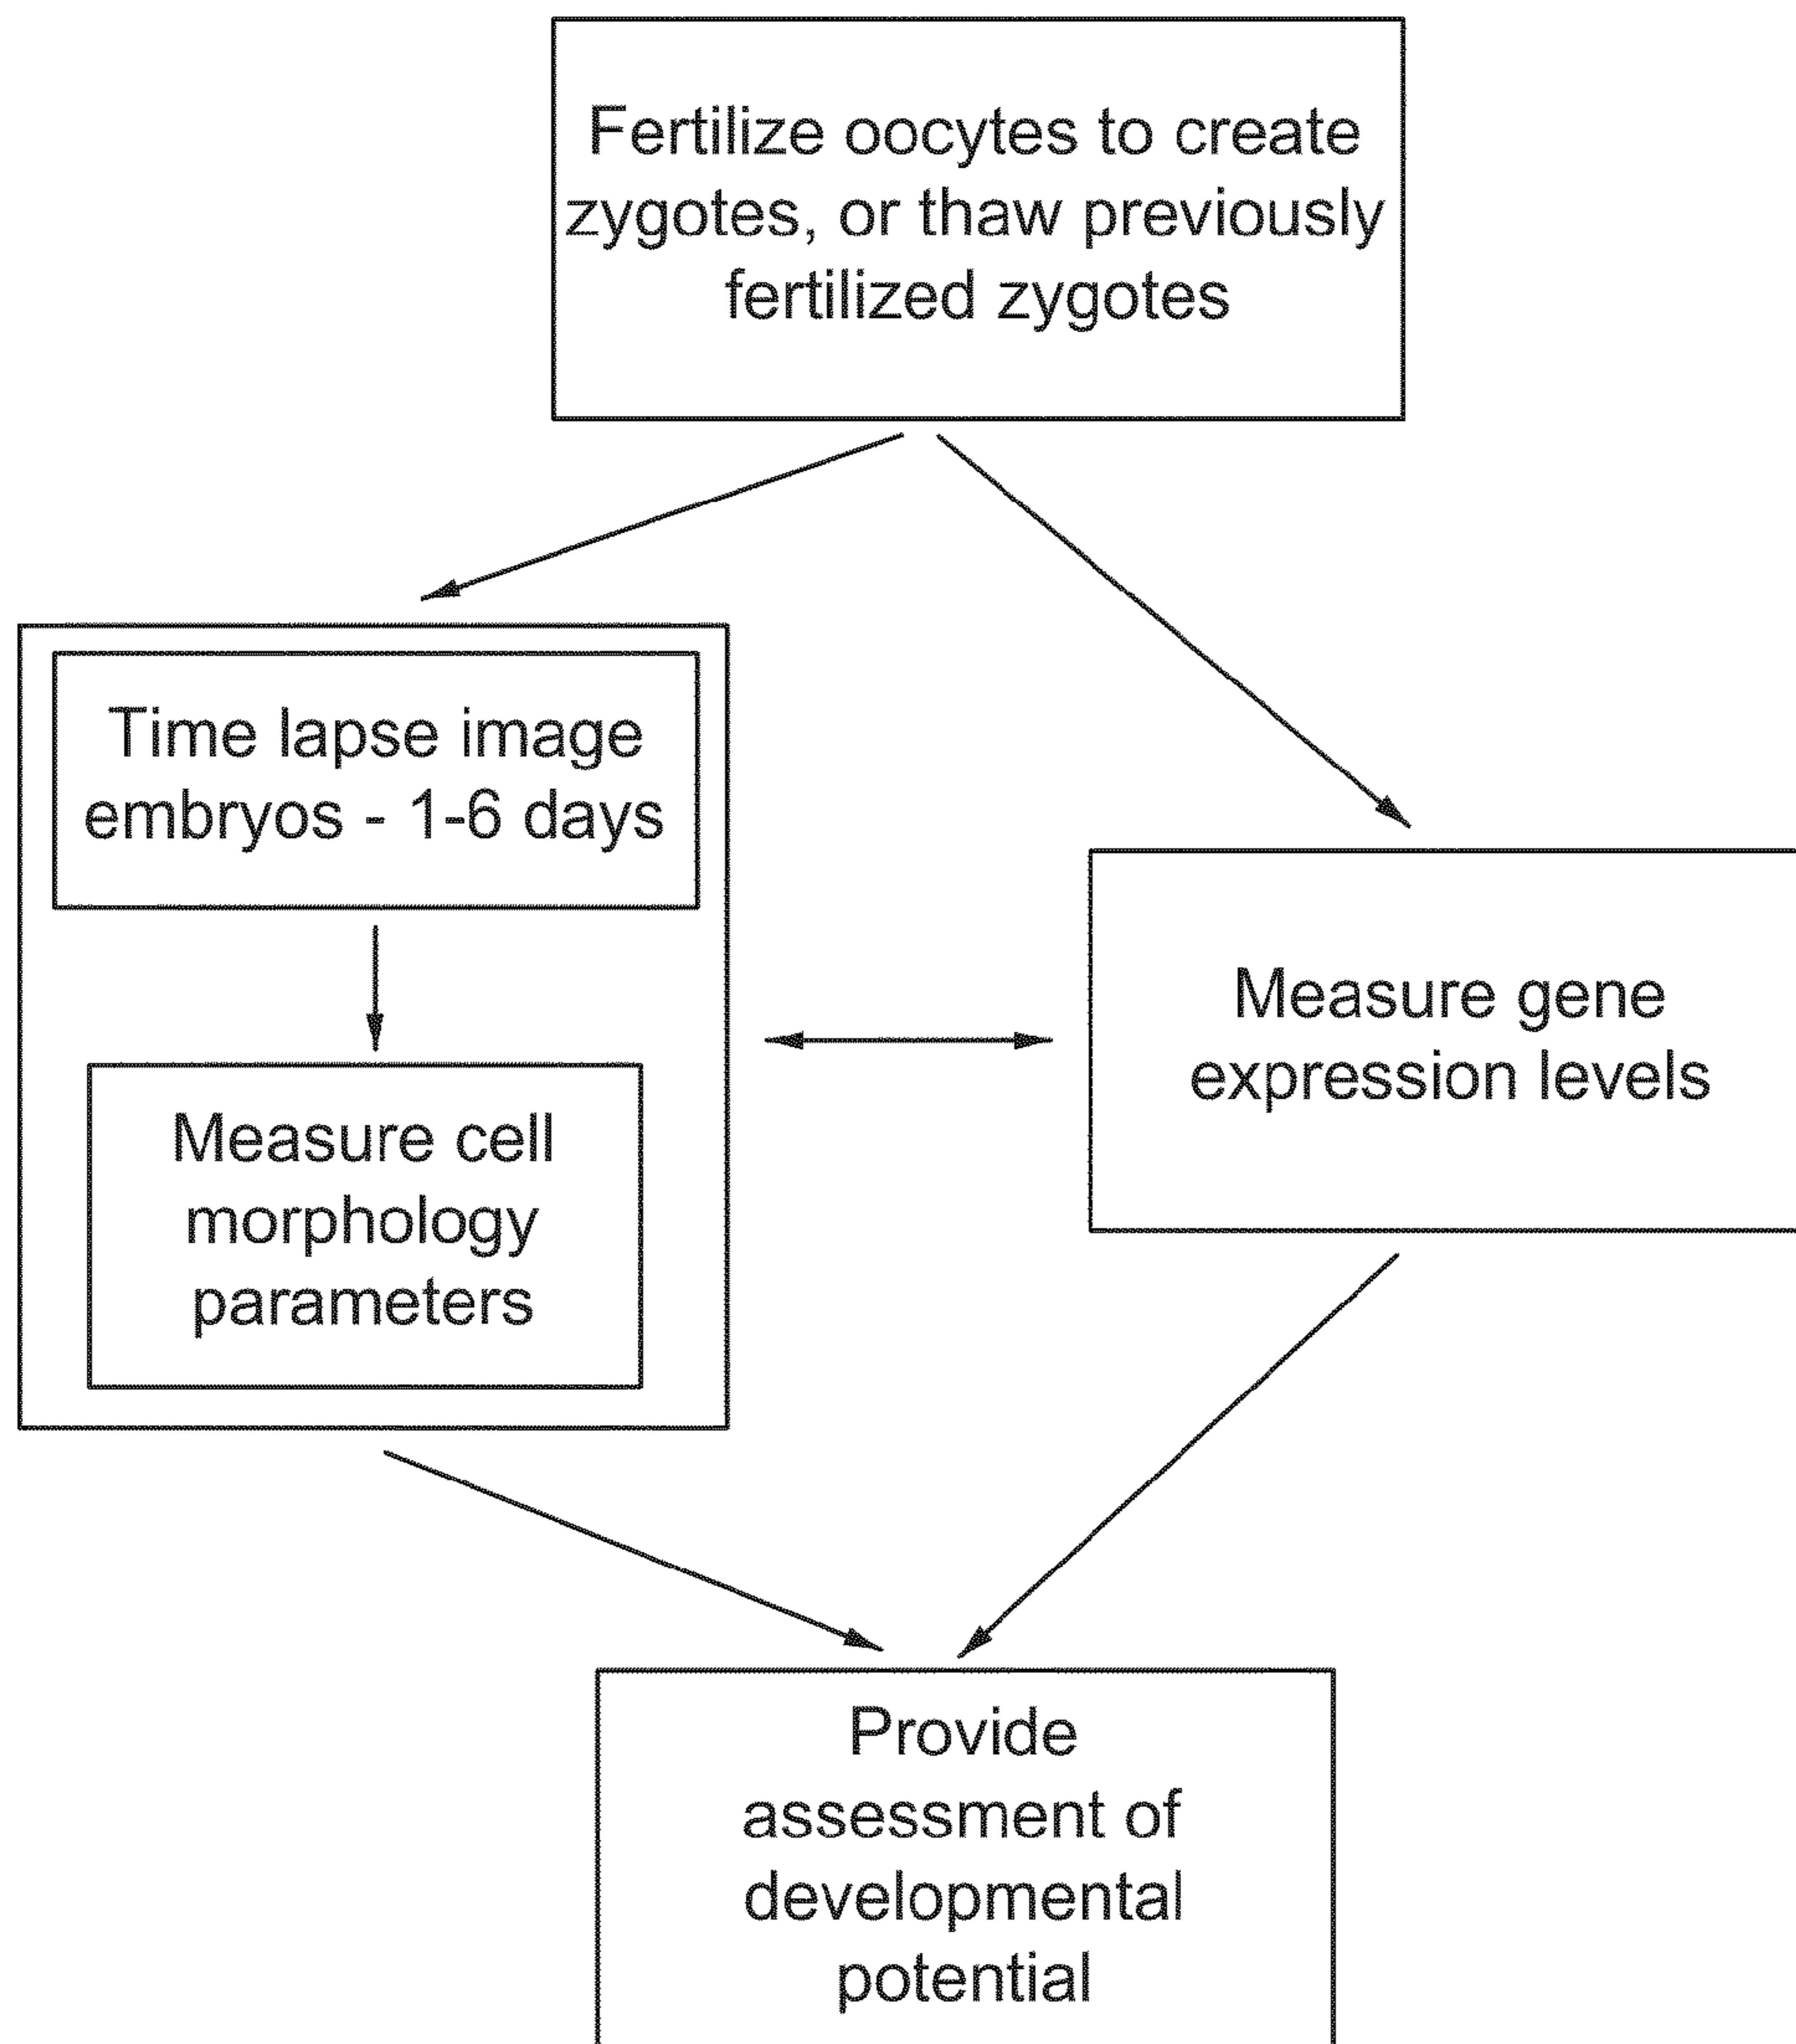 Fertilize oocytes to create
zygotes, or thaw previously
fertilized zygotes
Time lapse image
embryos - 1-6 days
Measure cell
morphology
parameters
Measure gene
expression levels
Provide
assessment of
developmental
potential